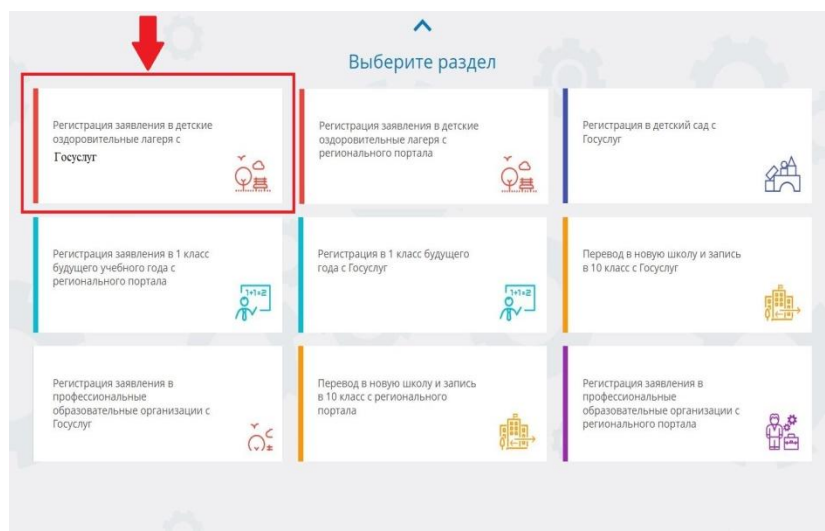 Выберите раздел
Регистрация заявления в детские
оздоровительные лагеря с
Госуслуг
Регистрация заявления в детские
оздоровительные лагеря с
регионального портала
Регистрация в детский сад с
Госуслуг
Регистрация заявления в 1 класс
будущего учебного года с
регионального портала
1+1=2
Регистрация в 1 класс будущего
года с Госуслуг
1+1=2
Перевод в новую школу и запись
в 10 класс с Госуслуг
Регистрация заявления в
профессиональные
образовательные организации с
Госуслуг
Перевод в новую школу и запись
в 10 класс с регионального
портала
Регистрация заявления в
профессиональные
образовательные организации с
регионального портала